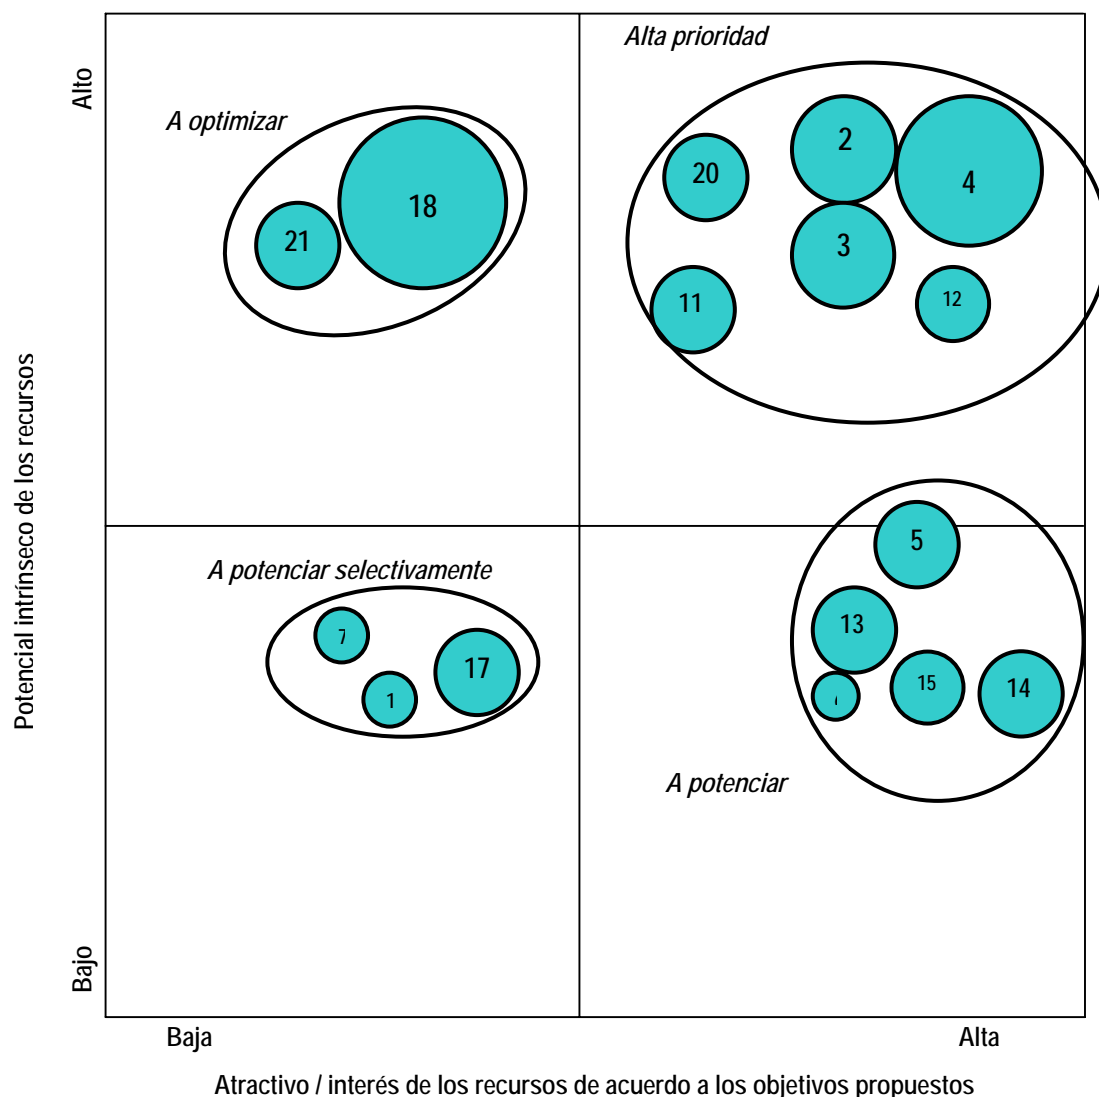 Alta prioridad
Alto
A optimizar
2
20
4
18
21
3
11
12
Potencial intrínseco de los recursos
5
A potenciar selectivamente
7
13
17
15
14
1
A potenciar
Bajo
Baja
Alta
Atractivo / interés de los recursos de acuerdo a los objetivos propuestos